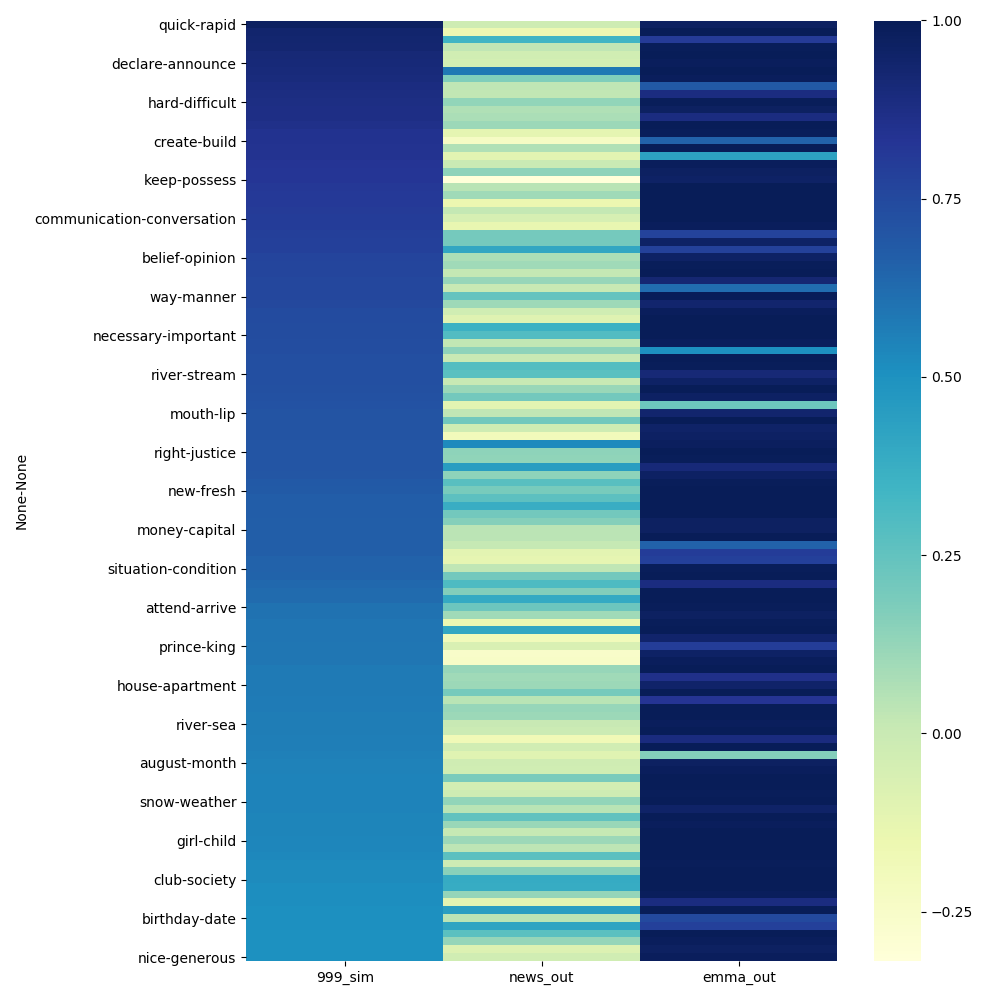 quick-rapid
declare-announce
hard-difficult
create-build
keep-possess
communication-conversation
belief-opinion
way-manner
necessary-important
river-stream
mouth-lip
right-justice
new-fresh
money-capital
situation-condition
attend-arrive
prince-king
house-apartment
river-sea
august-month
snow-weather
girl-child
club-society
birthday-date
nice-generous
None-None
999_sim
news_out
emma_out
1.00
0.75
0.50
0.25
0.00
−0.25